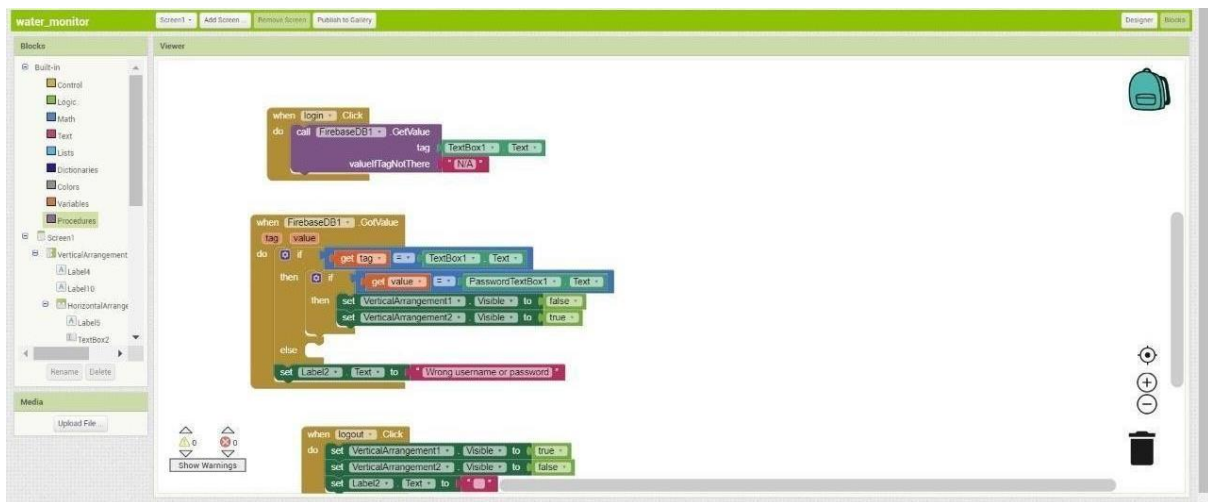 water_monitor Screen1 Add Screen ... Remove Screen Publish to Gallery Designer Blocks
Blocks Viewer
Built-in
Control
Logic
Math
Text
Lists
Dictionaries
Colors
Variables
Procedures
Screen1
VerticalArrangement
Label4
Label10
HorizontalArrange
Label5
TextBox2
Rename Delete
Media
Upload File ...
when login .Click
do call FirebaseDB1 .GetValue
tag TextBox1 . Text
valueIfTagNotThere " N/A "
when FirebaseDB1 .GotValue
tag value
do if get tag = TextBox1 . Text
then if get value = PasswordTextBox1 . Text
then set VerticalArrangement1 . Visible to false
set VerticalArrangement2 . Visible to true
else
set Label2 . Text to " Wrong username or password "
when logout .Click
do set VerticalArrangement1 . Visible to true
set VerticalArrangement2 . Visible to false
set Label2 . Text to " "
0 0
Show Warnings